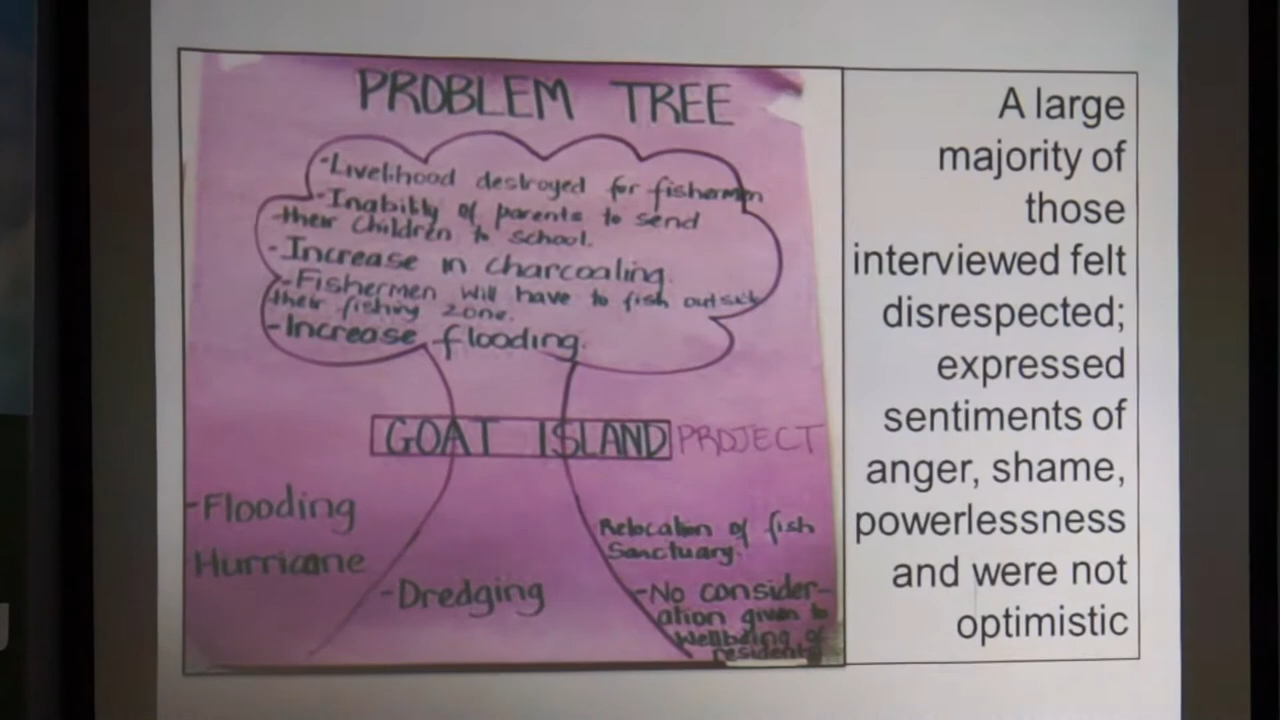 PROBLEM TREE
-Livelihood destroyed for fishermen
-Inability of parents to send
their children to school.
-Increase in charcoaling.
-Fishermen will have to fish outside
their fishing zone.
-Increase flooding.
GOAT ISLAND PROJECT
-Flooding
Hurricane
-Dredging
Relocation of fish
Sanctuary.
-No consider-
ation given to
Wellbeing of
residents
A large
majority of
those
interviewed felt
disrespected;
expressed
sentiments of
anger, shame,
powerlessness
and were not
optimistic